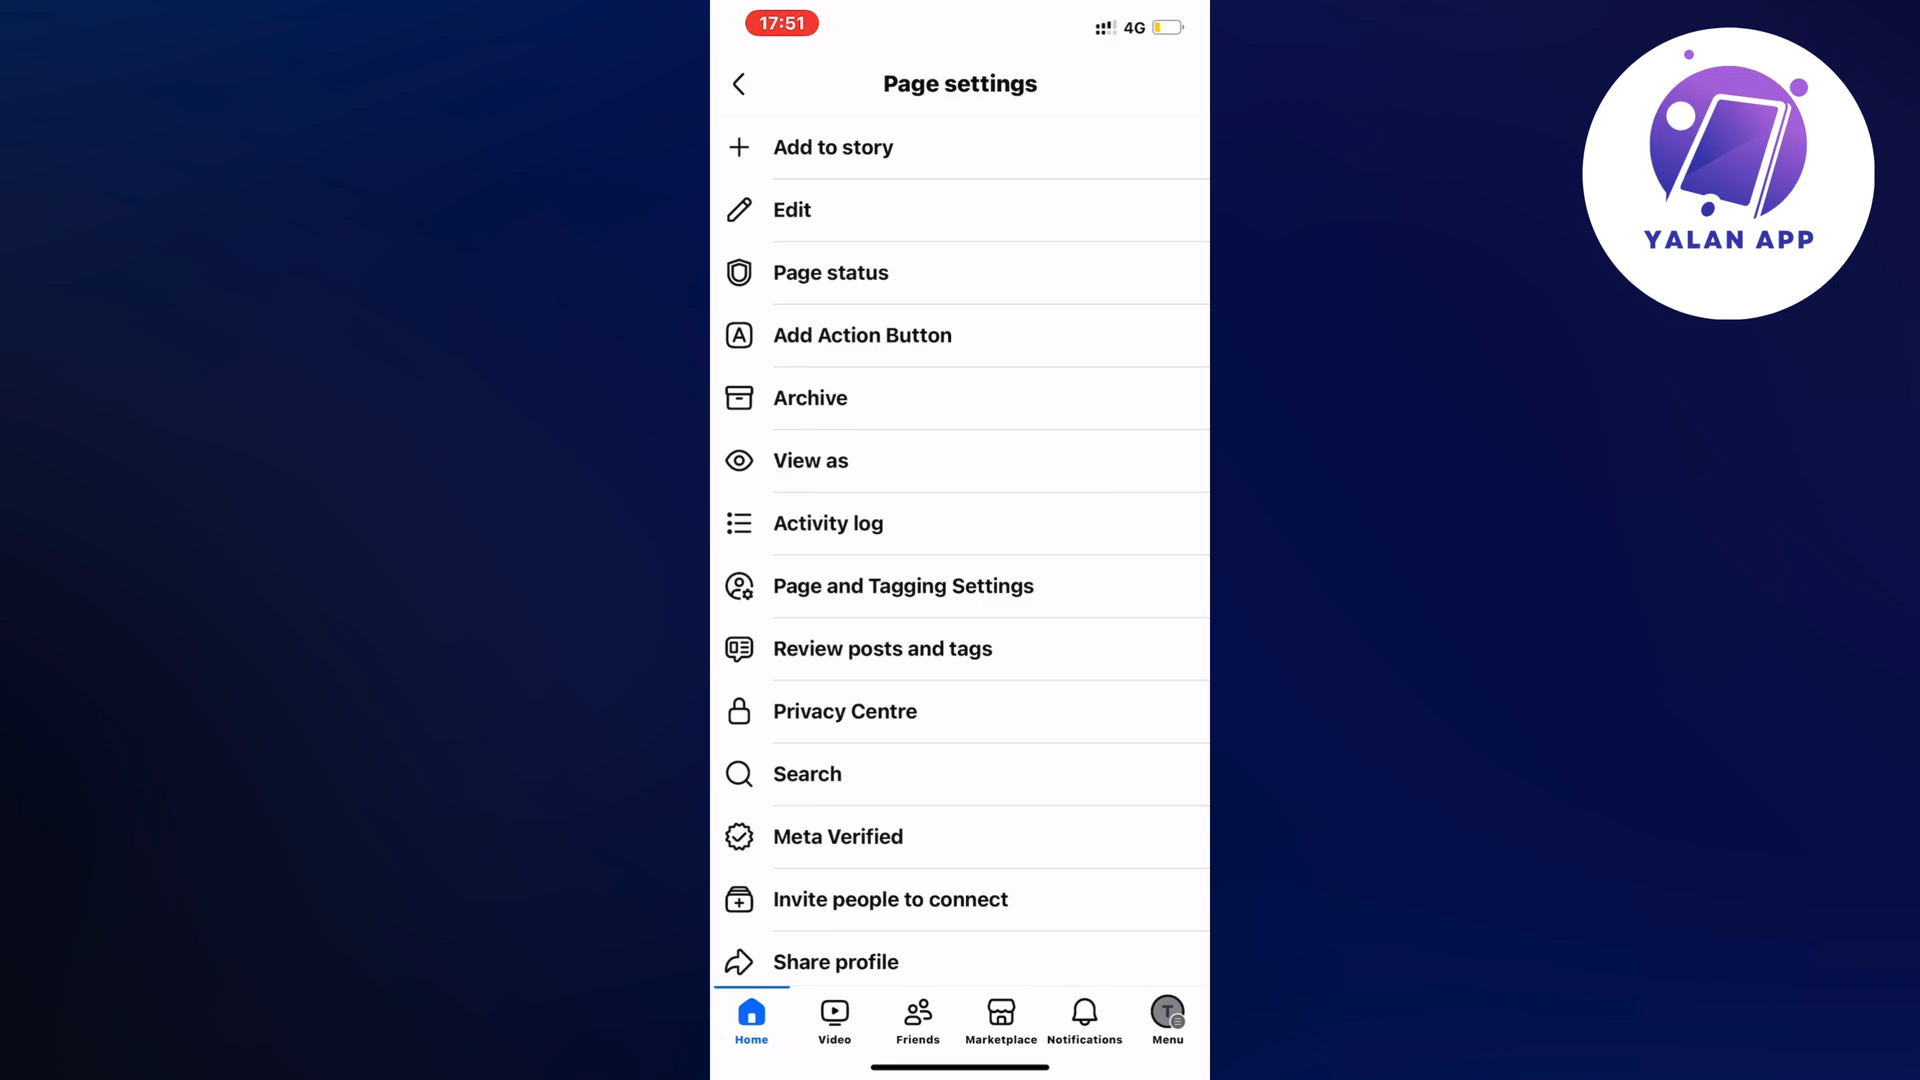 17:51
4G
Page settings
Add to story
Edit
Page status
Add Action Button
Archive
View as
Activity log
Page and Tagging Settings
Review posts and tags
Privacy Centre
Search
Meta Verified
Invite people to connect
Share profile
Home
Video
Friends
Marketplace
Notifications
T
Menu
YALAN APP